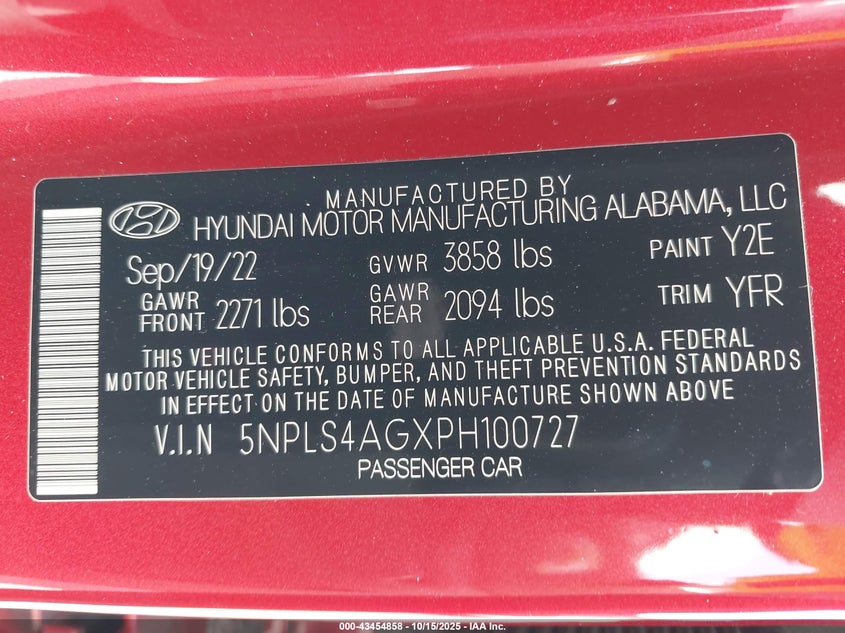 MANUFACTURED BY
HYUNDAI MOTOR MANUFACTURING ALABAMA, LLC
Sep/19/22 GVWR 3858 lbs PAINT Y2E
GAWR FRONT 2271 lbs GAWR REAR 2094 lbs TRIM YFR
THIS VEHICLE CONFORMS TO ALL APPLICABLE U.S.A. FEDERAL
MOTOR VEHICLE SAFETY, BUMPER, AND THEFT PREVENTION STANDARDS
IN EFFECT ON THE DATE OF MANUFACTURE SHOWN ABOVE
V.I.N 5NPLS4AGXPH100727
PASSENGER CAR
000-43454858 - 10/15/2025 - IAA Inc.